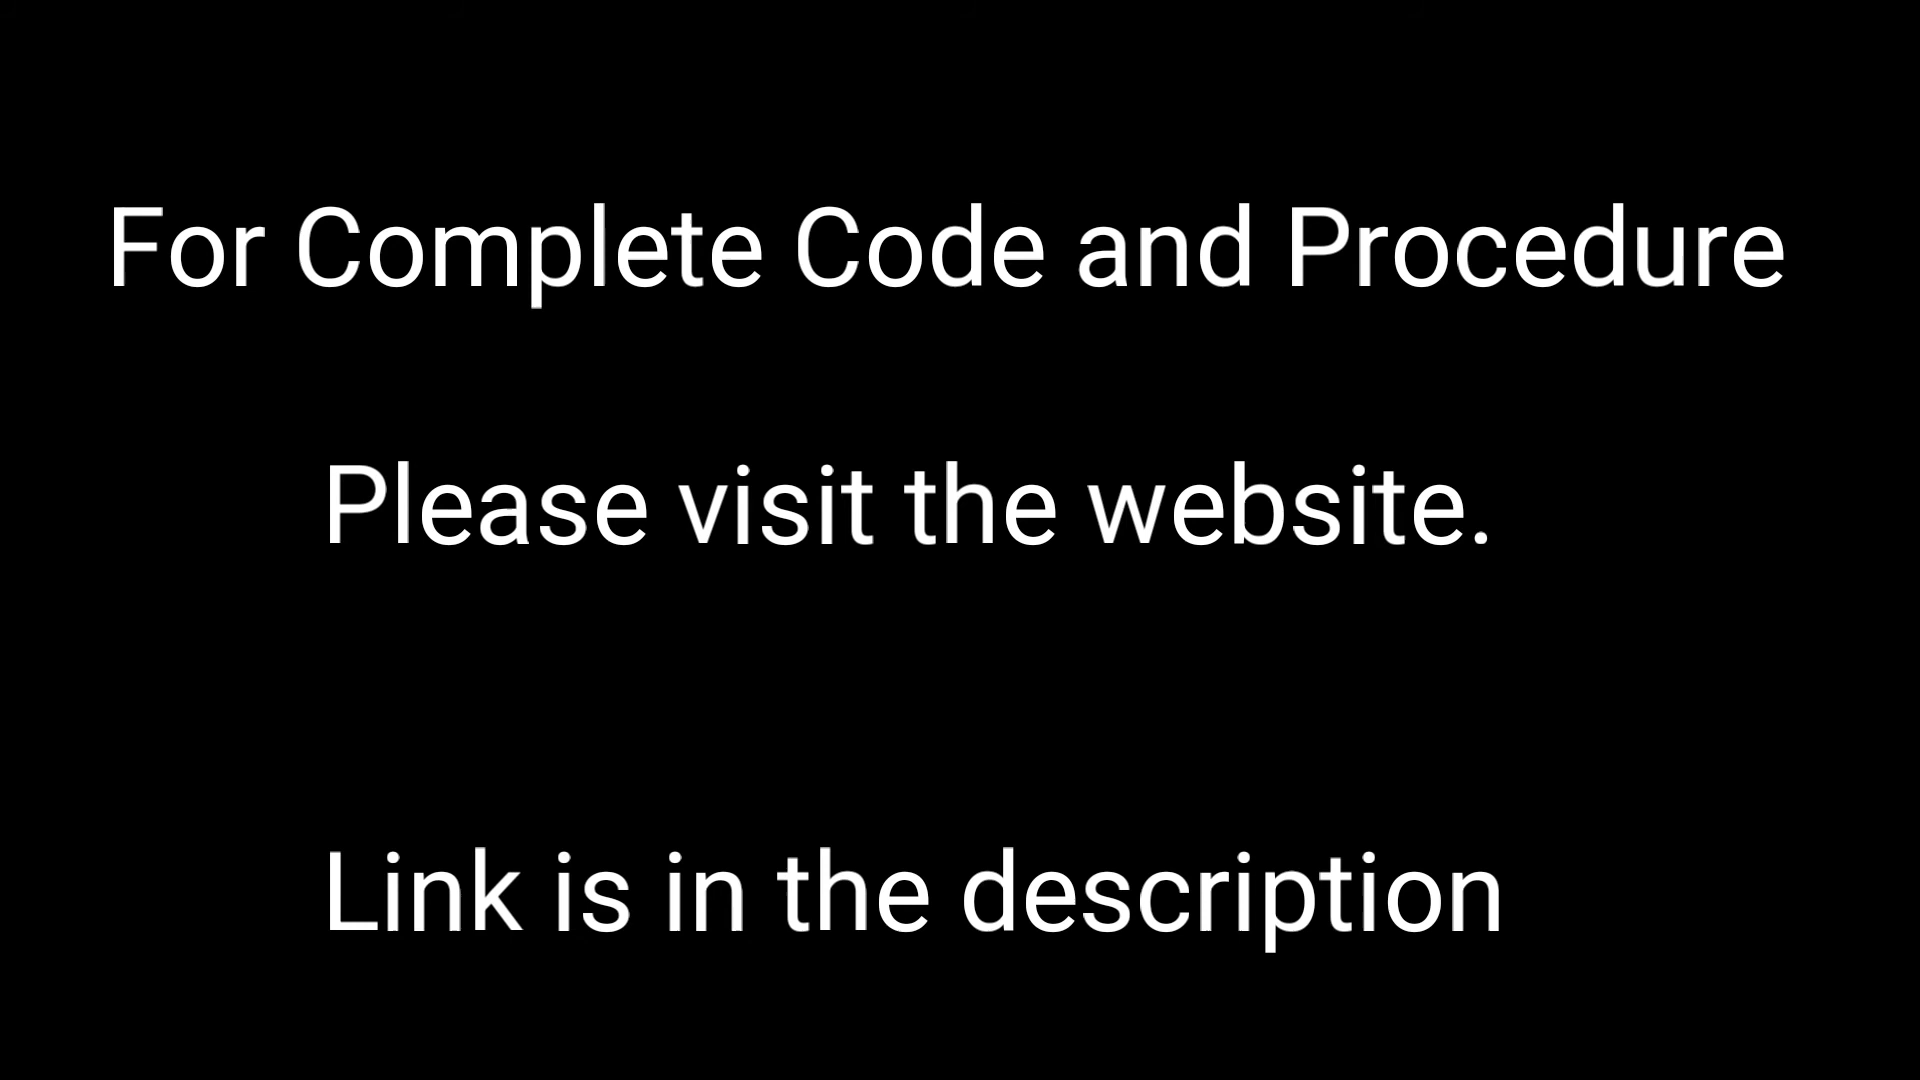 For Complete Code and Procedure
Please visit the website.
Link is in the description